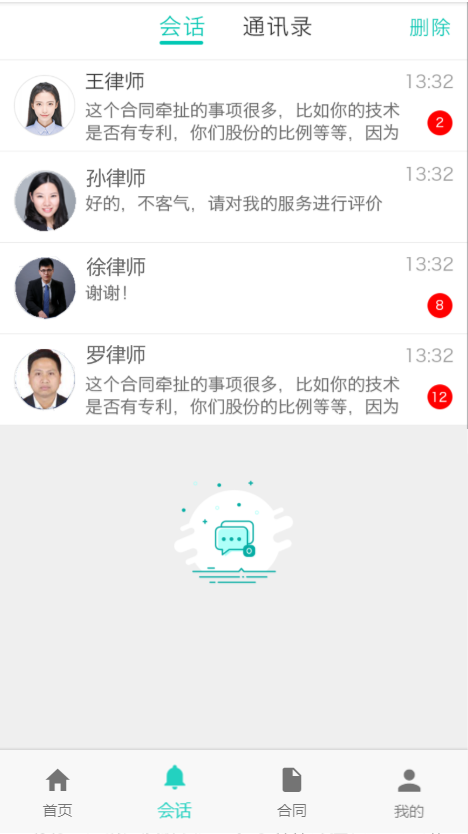 会话 通讯录 删除
王律师 13:32
这个合同牵扯的事项很多，比如你的技术
是否有专利，你们股份的比例等等，因为
2
孙律师 13:32
好的，不客气，请对我的服务进行评价
徐律师 13:32
谢谢！
8
罗律师 13:32
这个合同牵扯的事项很多，比如你的技术
是否有专利，你们股份的比例等等，因为
12
首页 会话 合同 我的